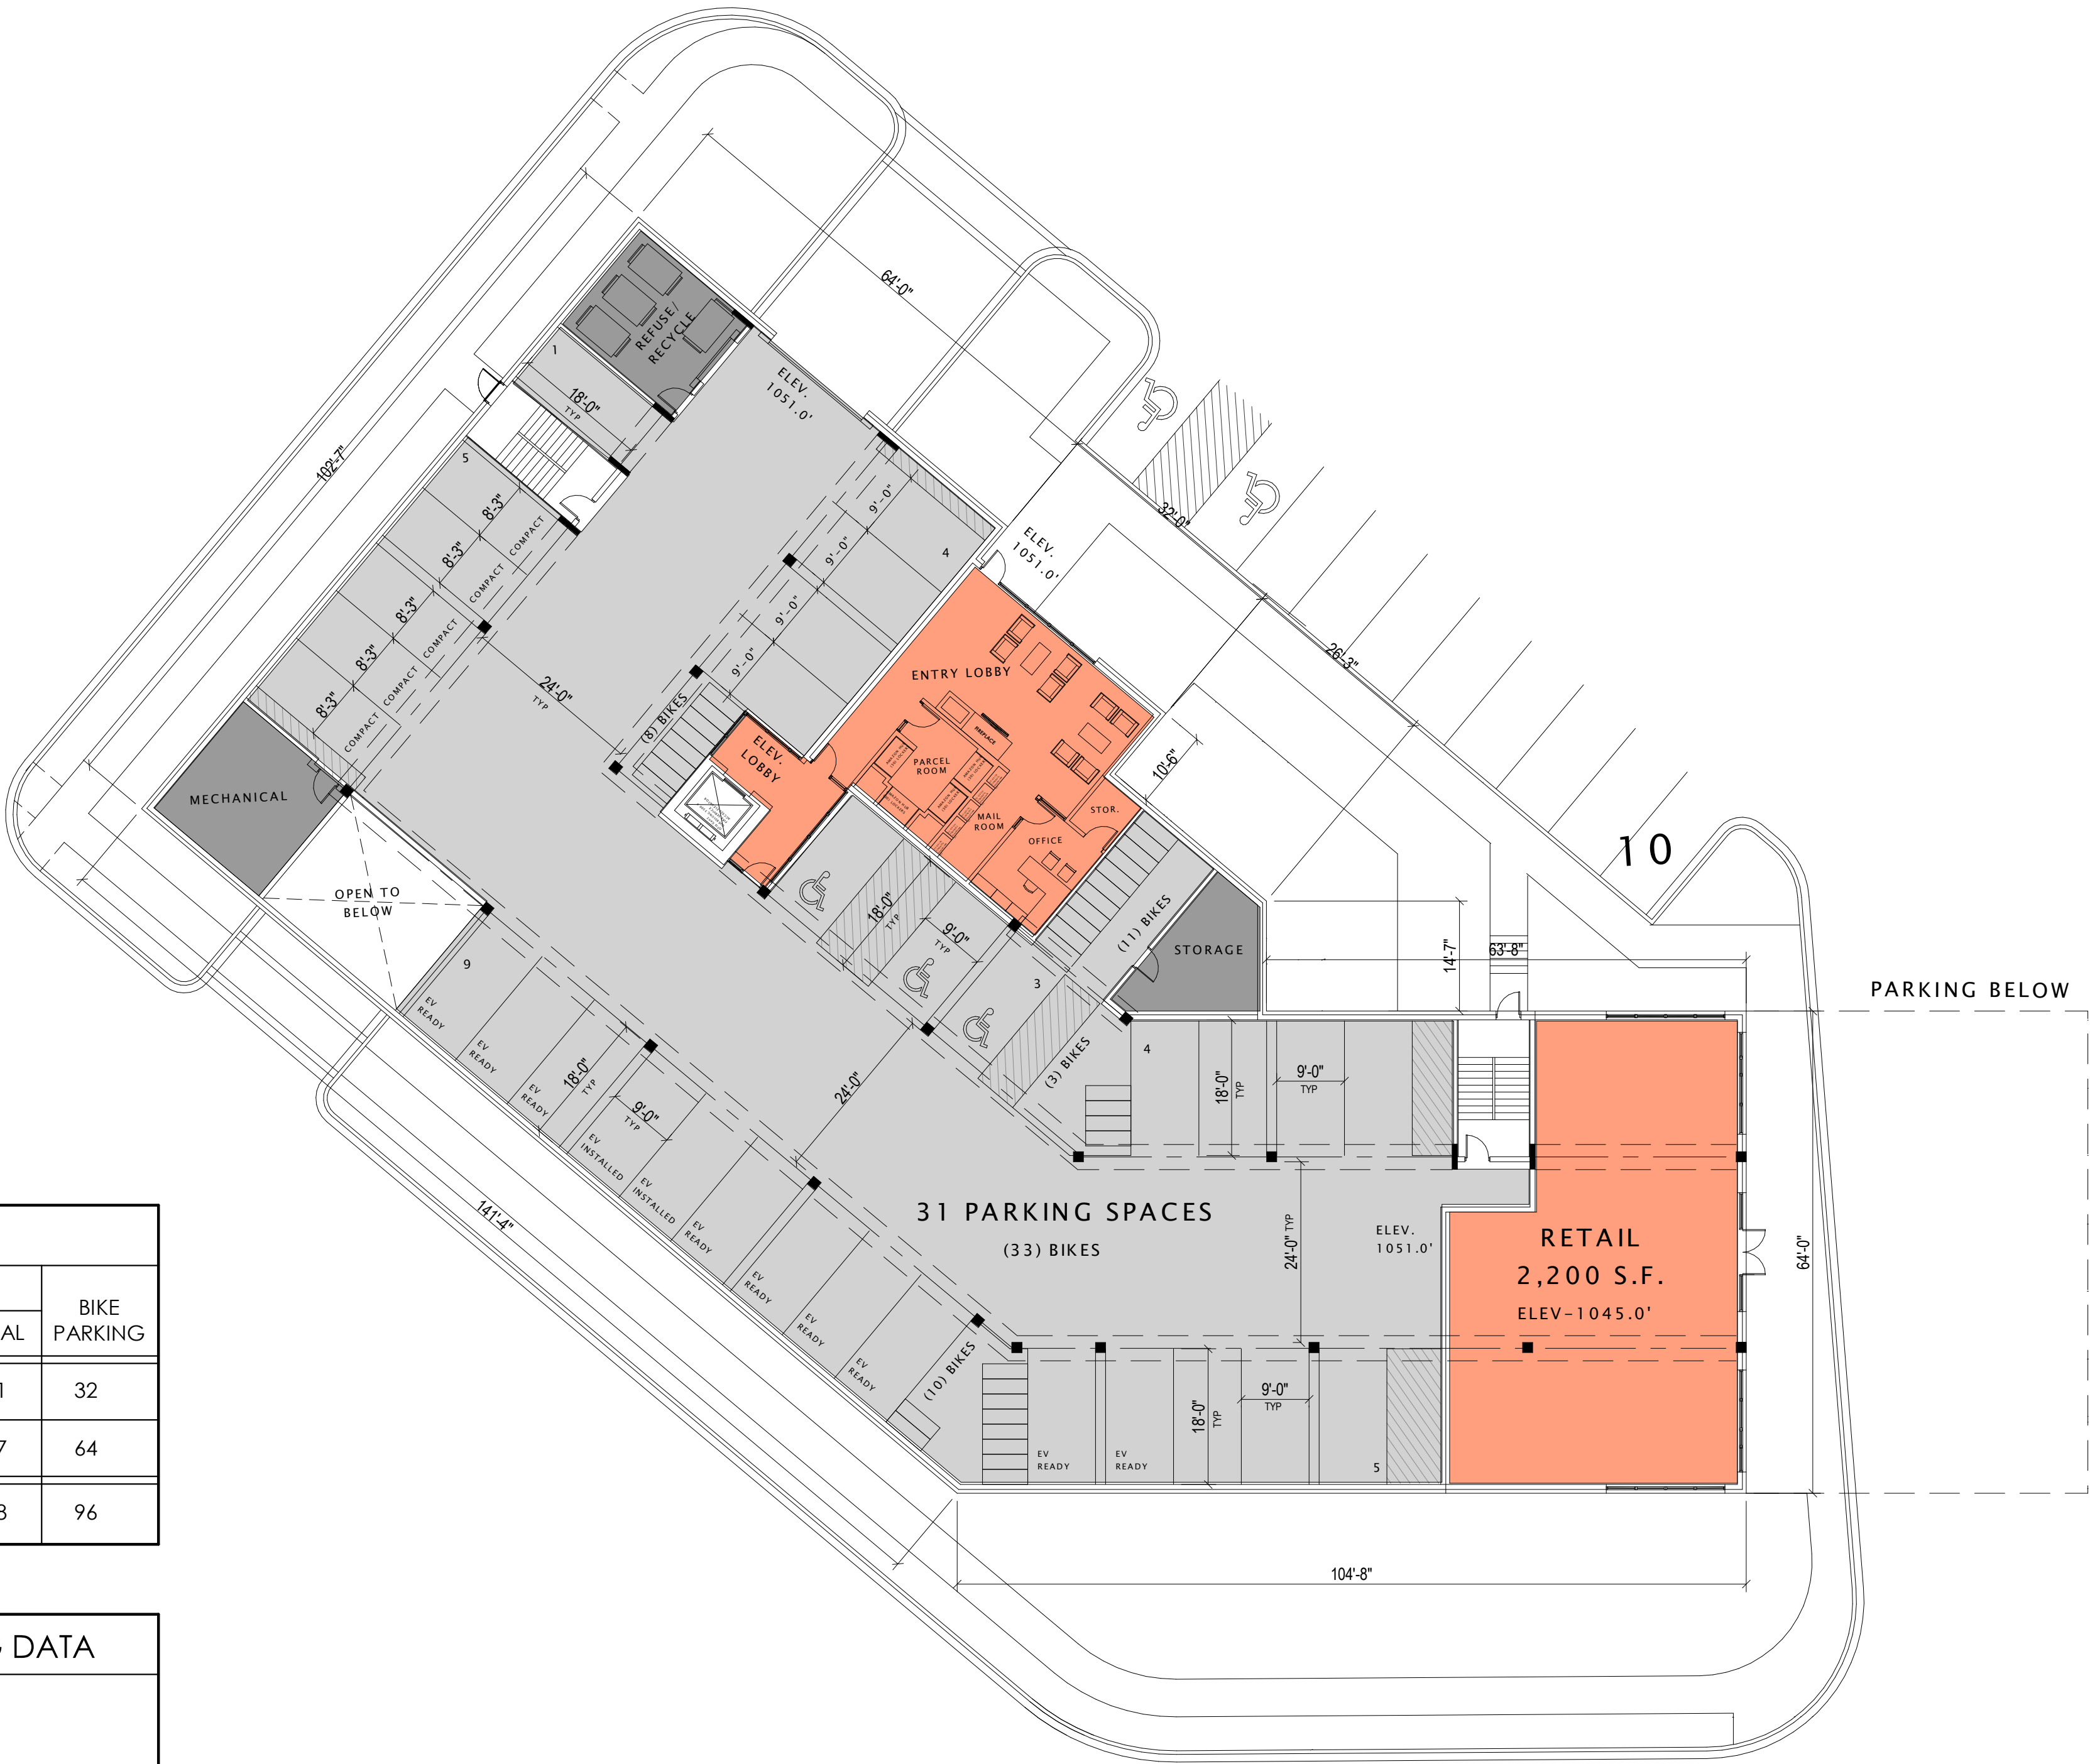 64'-0"
REFUSE/
RECYCLE
1
18'-0"
TYP
ELEV.
1051.0'
102'-7"
5
8'-3"
8'-3"
8'-3"
8'-3"
8'-3"
COMPACT
COMPACT
COMPACT
COMPACT
COMPACT
9'-0"
9'-0"
9'-0"
9'-0"
4
24'-0"
TYP
(8) BIKES
ELEV.
1051.0'
32'-0"
26'-3"
ENTRY LOBBY
FIREPLACE
ELEV.
LOBBY
PARCEL
ROOM
MAIL
ROOM
OFFICE
STOR.
10'-6"
10
MECHANICAL
OPEN TO
BELOW
18'-0"
TYP
9'-0"
TYP
3
(11) BIKES
STORAGE
14'-7"
63'-8"
PARKING BELOW
9
EV
READY
EV
READY
EV
READY
18'-0"
TYP
9'-0"
TYP
EV
INSTALLED
EV
INSTALLED
EV
READY
EV
READY
EV
READY
EV
READY
24'-0"
(3) BIKES
4
18'-0"
TYP
9'-0"
TYP
141'-4"
31 PARKING SPACES
(33) BIKES
24'-0" TYP
ELEV.
1051.0'
RETAIL
2,200 S.F.
ELEV-1045.0'
64'-0"
(10) BIKES
EV
READY
EV
READY
18'-0"
TYP
9'-0"
TYP
5
104'-8"
AL
BIKE
PARKING
1
32
7
64
8
96
G DATA